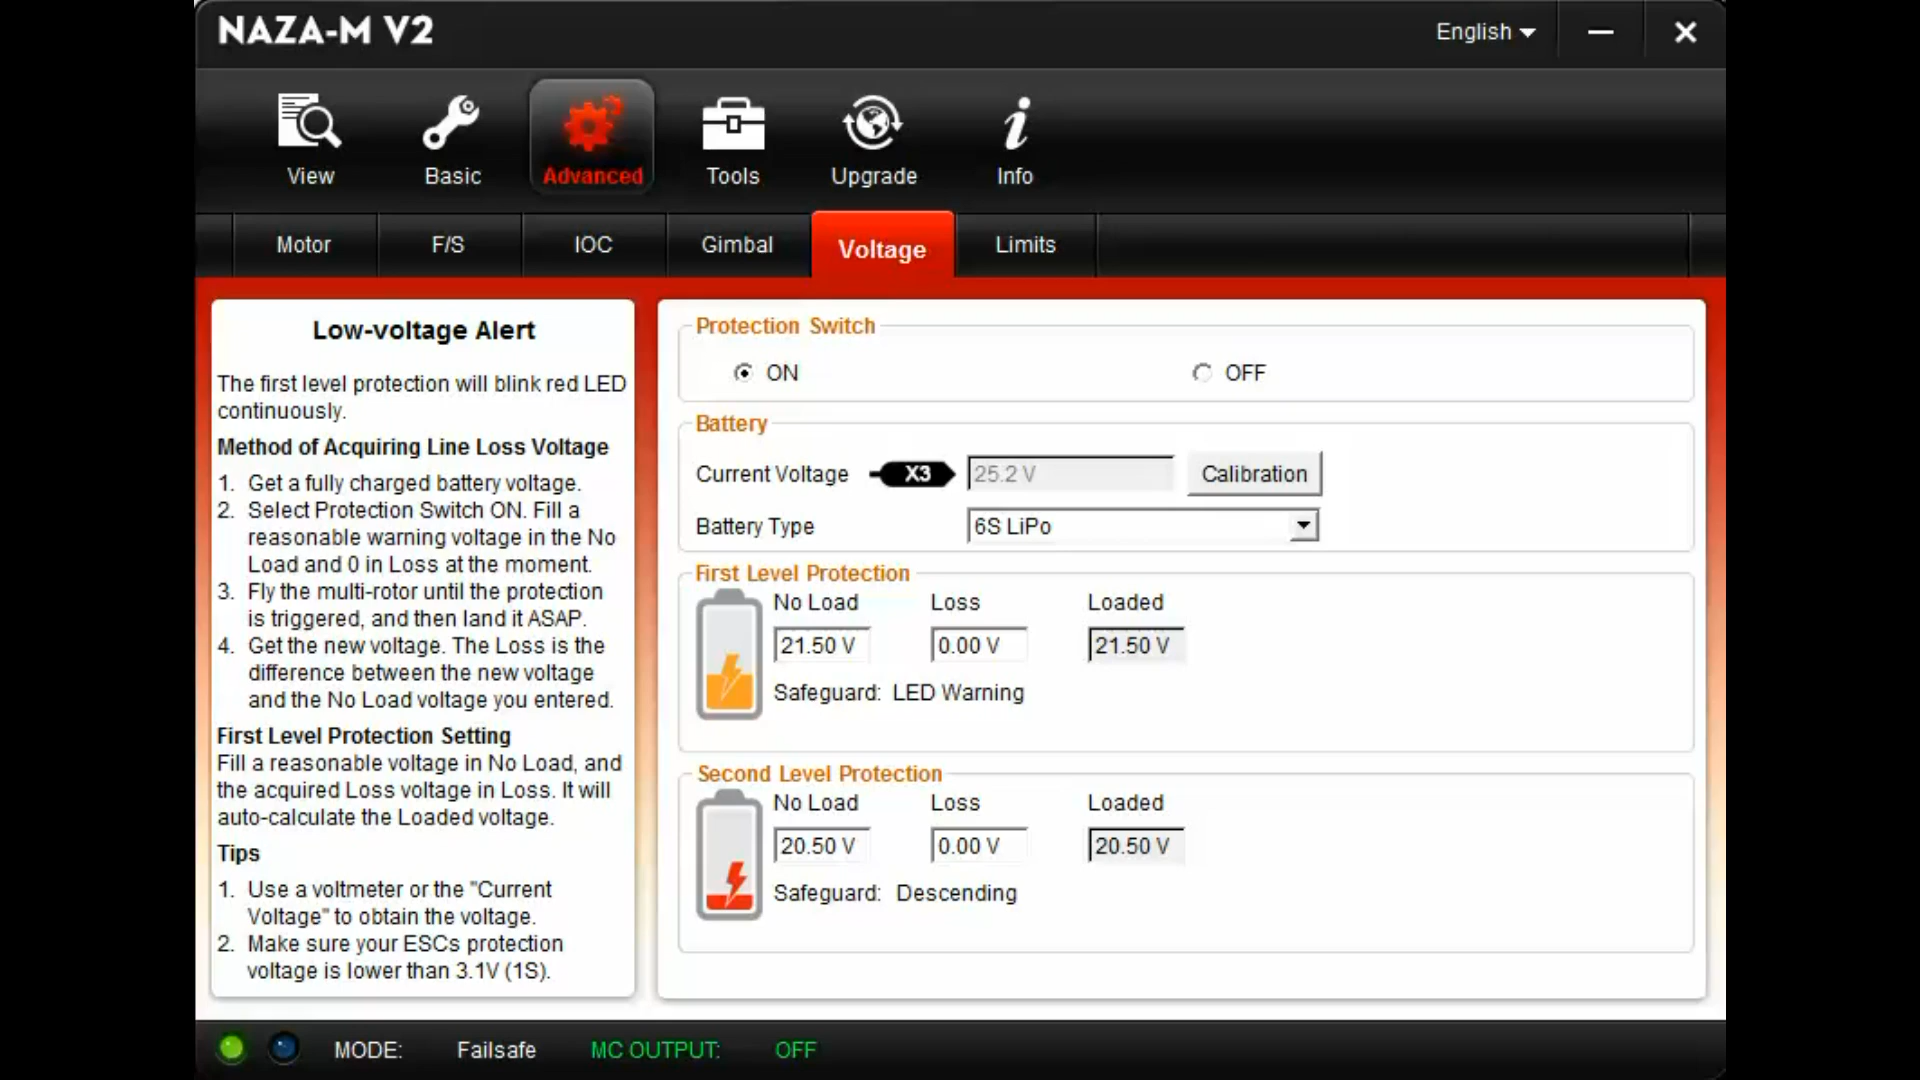 NAZA-M V2
English
View
Basic
Advanced
Tools
Upgrade
Info
Motor
F/S
IOC
Gimbal
Voltage
Limits
Low-voltage Alert
The first level protection will blink red LED
continuously.
Method of Acquiring Line Loss Voltage
1. Get a fully charged battery voltage.
2. Select Protection Switch ON. Fill a
reasonable warning voltage in the No
Load and 0 in Loss at the moment.
3. Fly the multi-rotor until the protection
is triggered, and then land it ASAP.
4. Get the new voltage. The Loss is the
difference between the new voltage
and the No Load voltage you entered.
First Level Protection Setting
Fill a reasonable voltage in No Load, and
the acquired Loss voltage in Loss. It will
auto-calculate the Loaded voltage.
Tips
1. Use a voltmeter or the "Current
Voltage" to obtain the voltage.
2. Make sure your ESCs protection
voltage is lower than 3.1V (1S).
Protection Switch
ON OFF
Battery
Current Voltage X3 25.2 V Calibration
Battery Type 6S LiPo
First Level Protection
No Load Loss Loaded
21.50 V 0.00 V 21.50 V
Safeguard: LED Warning
Second Level Protection
No Load Loss Loaded
20.50 V 0.00 V 20.50 V
Safeguard: Descending
MODE: Failsafe MC OUTPUT: OFF